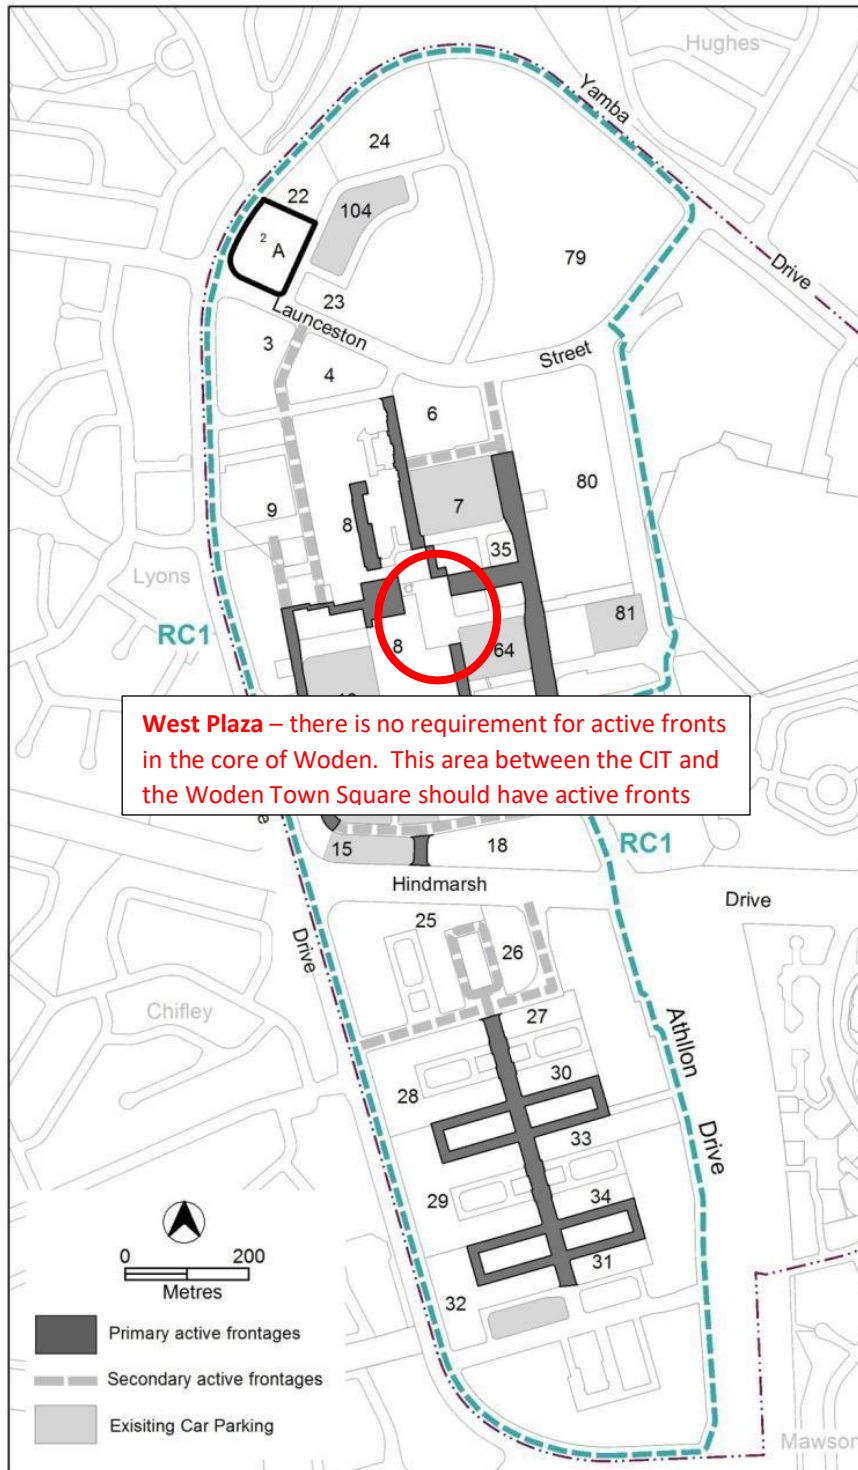 Hughes
Yamba
Drive
24
22
104
2
A
79
23
Launceston
Street
3
4
6
9
8
7
80
35
Lyons
RC1
81
8
64
West Plaza – there is no requirement for active fronts
in the core of Woden. This area between the CIT and
the Woden Town Square should have active fronts
15
18
RC1
Hindmarsh
Drive
25
26
Drive
Chifley
27
Athllon
Drive
30
28
33
29
34
31
32
0 200
Metres
Primary active frontages
Secondary active frontages
Exisiting Car Parking
Mawson